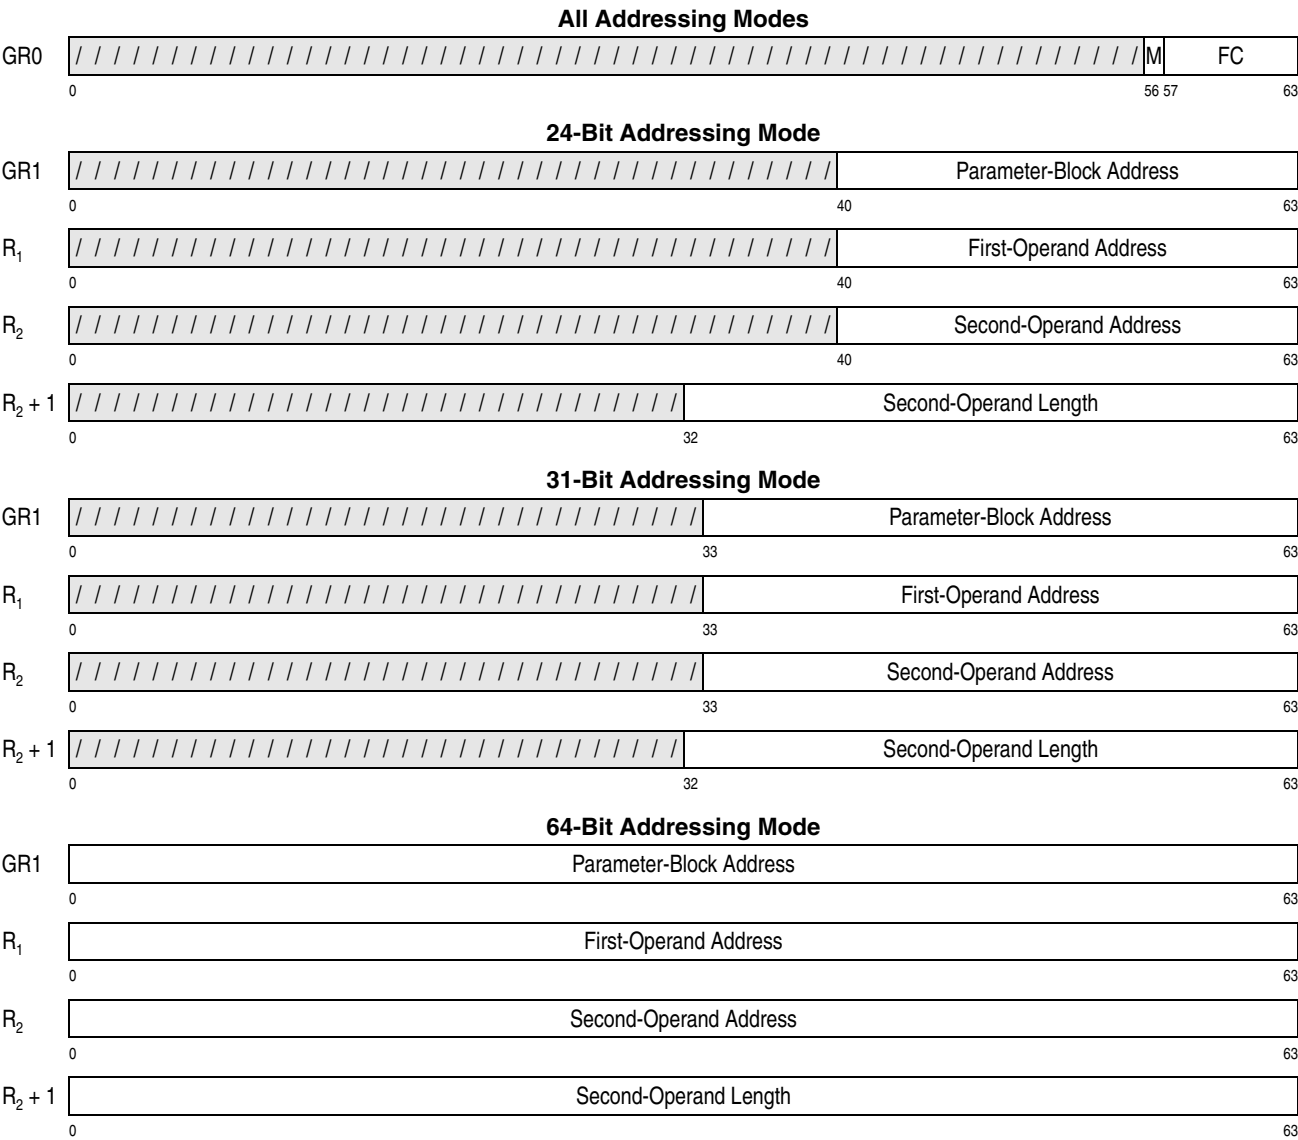 All Addressing Modes
GR0 / / / / / / / / / / / / / / / / / / / / / / / / / / / / / / / / / / / / / / / / / / / / / / / / / / / / / / / / M FC
0 56 57 63
24-Bit Addressing Mode
GR1 / / / / / / / / / / / / / / / / / / / / / / / / / / / / / / / / / / / / / / / / Parameter-Block Address
0 40 63
R1 / / / / / / / / / / / / / / / / / / / / / / / / / / / / / / / / / / / / / / / / First-Operand Address
0 40 63
R2 / / / / / / / / / / / / / / / / / / / / / / / / / / / / / / / / / / / / / / / / Second-Operand Address
0 40 63
R2 + 1 / / / / / / / / / / / / / / / / / / / / / / / / / / / / / / / / Second-Operand Length
0 32 63
31-Bit Addressing Mode
GR1 / / / / / / / / / / / / / / / / / / / / / / / / / / / / / / / / / Parameter-Block Address
0 33 63
R1 / / / / / / / / / / / / / / / / / / / / / / / / / / / / / / / / / First-Operand Address
0 33 63
R2 / / / / / / / / / / / / / / / / / / / / / / / / / / / / / / / / / Second-Operand Address
0 33 63
R2 + 1 / / / / / / / / / / / / / / / / / / / / / / / / / / / / / / / / Second-Operand Length
0 32 63
64-Bit Addressing Mode
GR1 Parameter-Block Address
0 63
R1 First-Operand Address
0 63
R2 Second-Operand Address
0 63
R2 + 1 Second-Operand Length
0 63